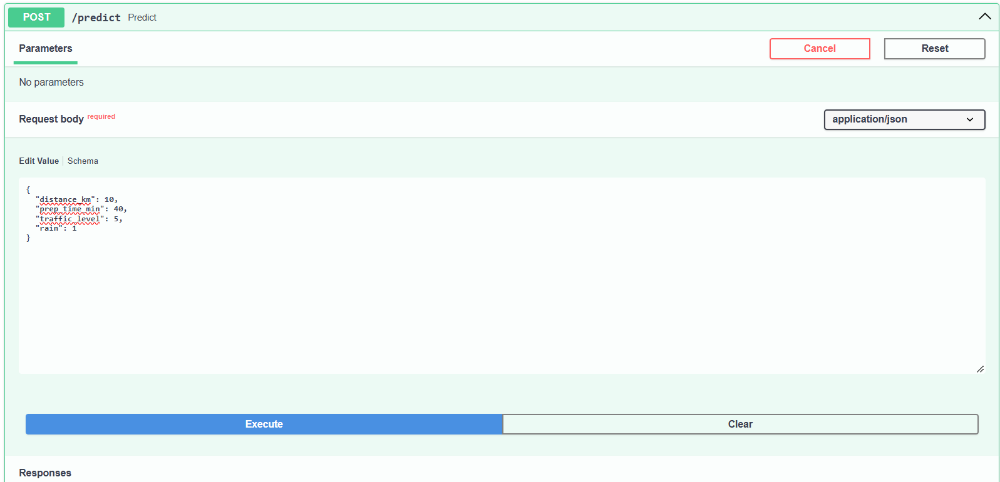 POST /predict Predict
Parameters Cancel Reset
No parameters
Request body required application/json
Edit Value Schema
{
  "distance_km": 10,
  "prep_time_min": 40,
  "traffic_level": 5,
  "rain": 1
}
Execute Clear
Responses